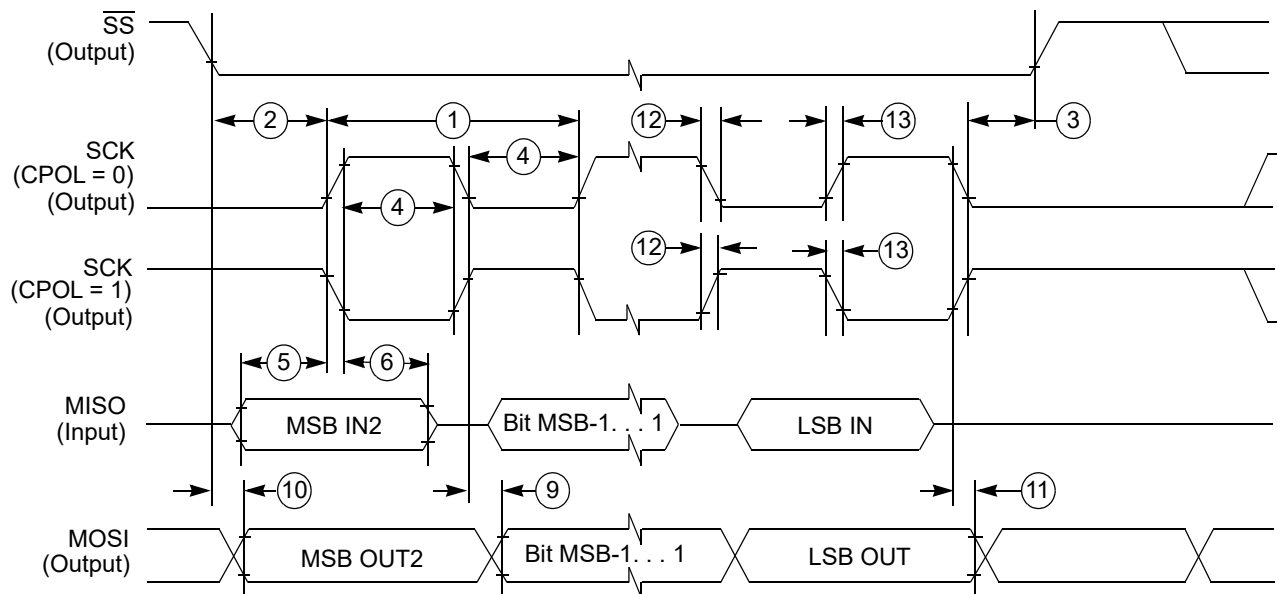 SS
(Output)
2
1
12
13
3
SCK
(CPOL = 0)
(Output)
4
4
12
13
SCK
(CPOL = 1)
(Output)
5
6
MISO
(Input)
MSB IN2
Bit MSB-1. . . 1
LSB IN
10
9
11
MOSI
(Output)
MSB OUT2
Bit MSB-1. . . 1
LSB OUT